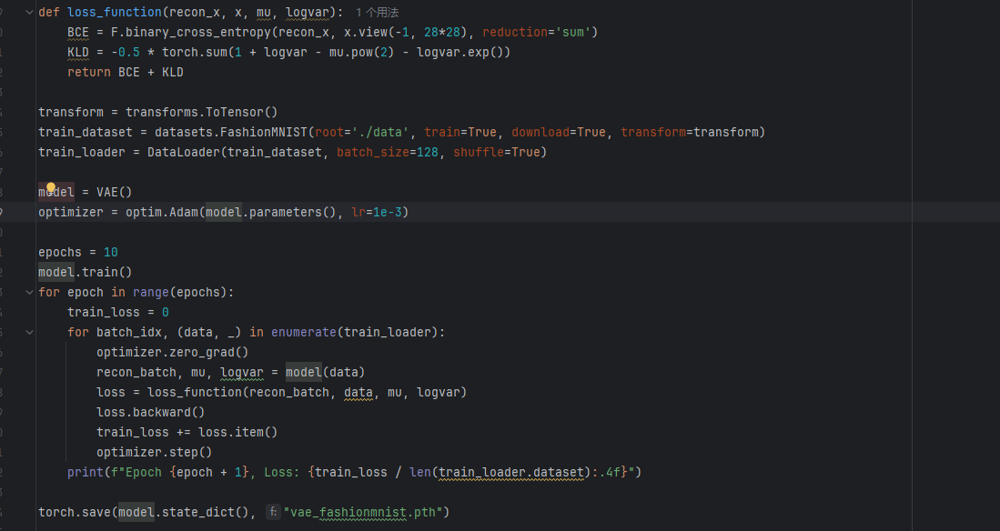 def loss_function(recon_x, x, mu, logvar): 1个用法
    BCE = F.binary_cross_entropy(recon_x, x.view(-1, 28*28), reduction='sum')
    KLD = -0.5 * torch.sum(1 + logvar - mu.pow(2) - logvar.exp())
    return BCE + KLD

transform = transforms.ToTensor()
train_dataset = datasets.FashionMNIST(root='./data', train=True, download=True, transform=transform)
train_loader = DataLoader(train_dataset, batch_size=128, shuffle=True)

model = VAE()
optimizer = optim.Adam(model.parameters(), lr=1e-3)

epochs = 10
model.train()
for epoch in range(epochs):
    train_loss = 0
    for batch_idx, (data, _) in enumerate(train_loader):
        optimizer.zero_grad()
        recon_batch, mu, logvar = model(data)
        loss = loss_function(recon_batch, data, mu, logvar)
        loss.backward()
        train_loss += loss.item()
        optimizer.step()
    print(f"Epoch {epoch + 1}, Loss: {train_loss / len(train_loader.dataset):.4f}")

torch.save(model.state_dict(), f: "vae_fashionmnist.pth")